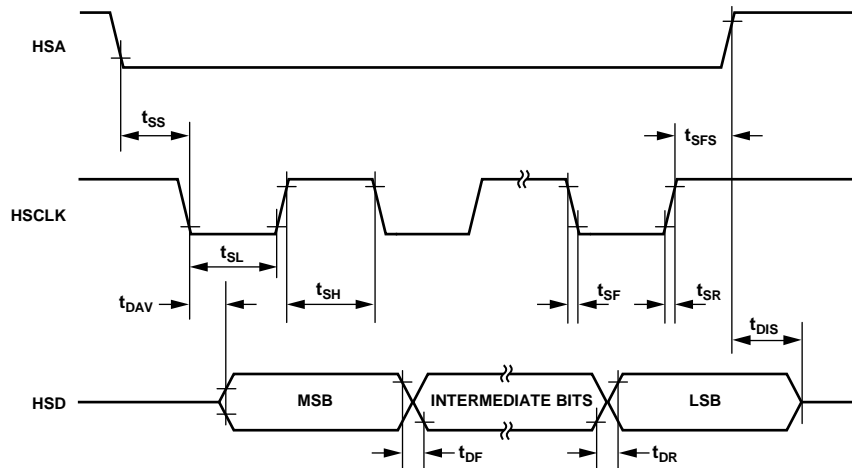 HSA
tSS
tSFS
HSCLK
tSL
tDAV
tSH
tSF
tSR
tDIS
HSD
MSB
INTERMEDIATE BITS
LSB
tDF
tDR